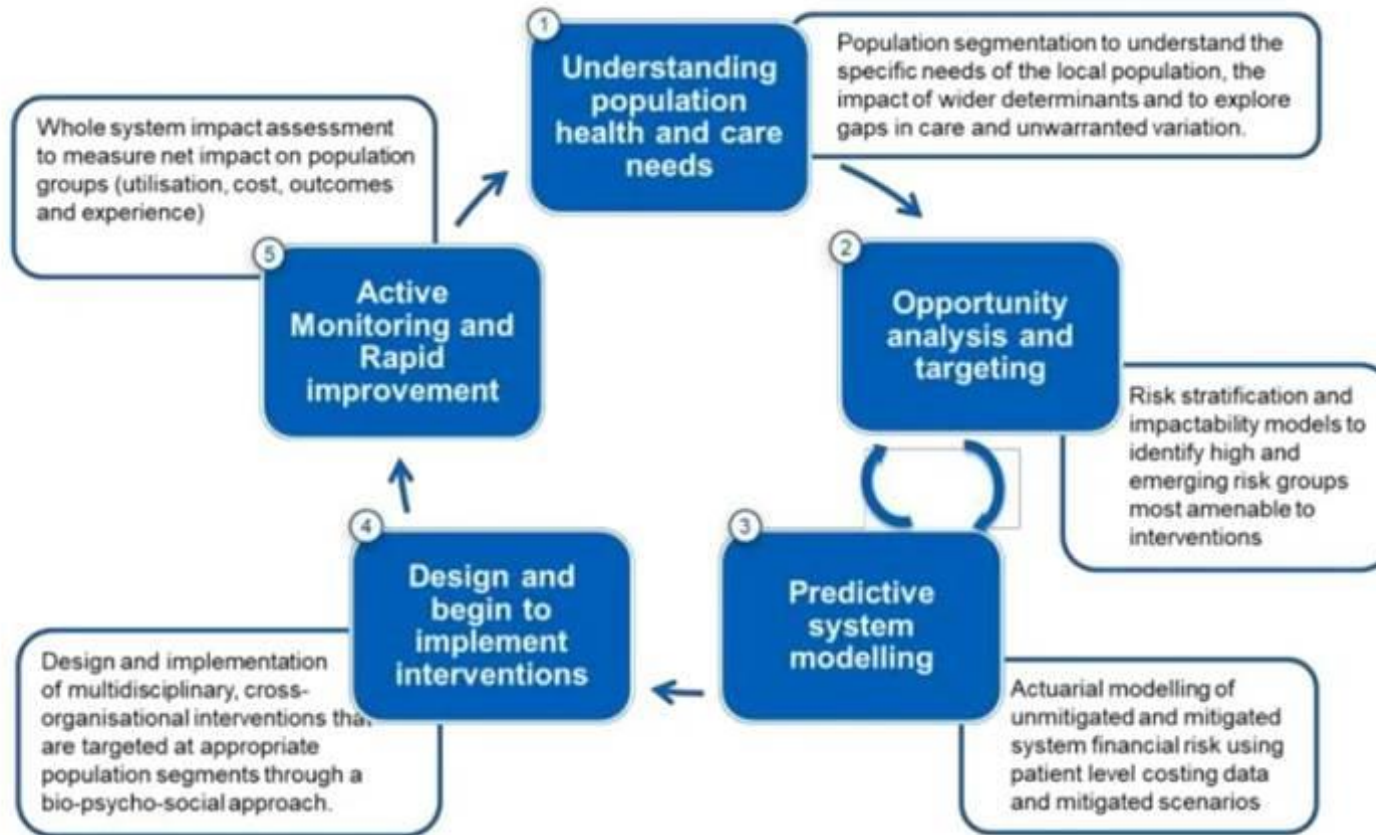 1
Understanding
population
health and care
needs
Population segmentation to understand the
specific needs of the local population, the
impact of wider determinants and to explore
gaps in care and unwarranted variation.
2
Opportunity
analysis and
targeting
Risk stratification and
impactability models to
identify high and
emerging risk groups
most amenable to
interventions
3
Predictive
system
modelling
Actuarial modelling of
unmitigated and mitigated
system financial risk using
patient level costing data
and mitigated scenarios
4
Design and
begin to
implement
interventions
Design and implementation
of multidisciplinary, cross-
organisational interventions that
are targeted at appropriate
population segments through a
bio-psycho-social approach.
5
Active
Monitoring and
Rapid
improvement
Whole system impact assessment
to measure net impact on population
groups (utilisation, cost, outcomes
and experience)